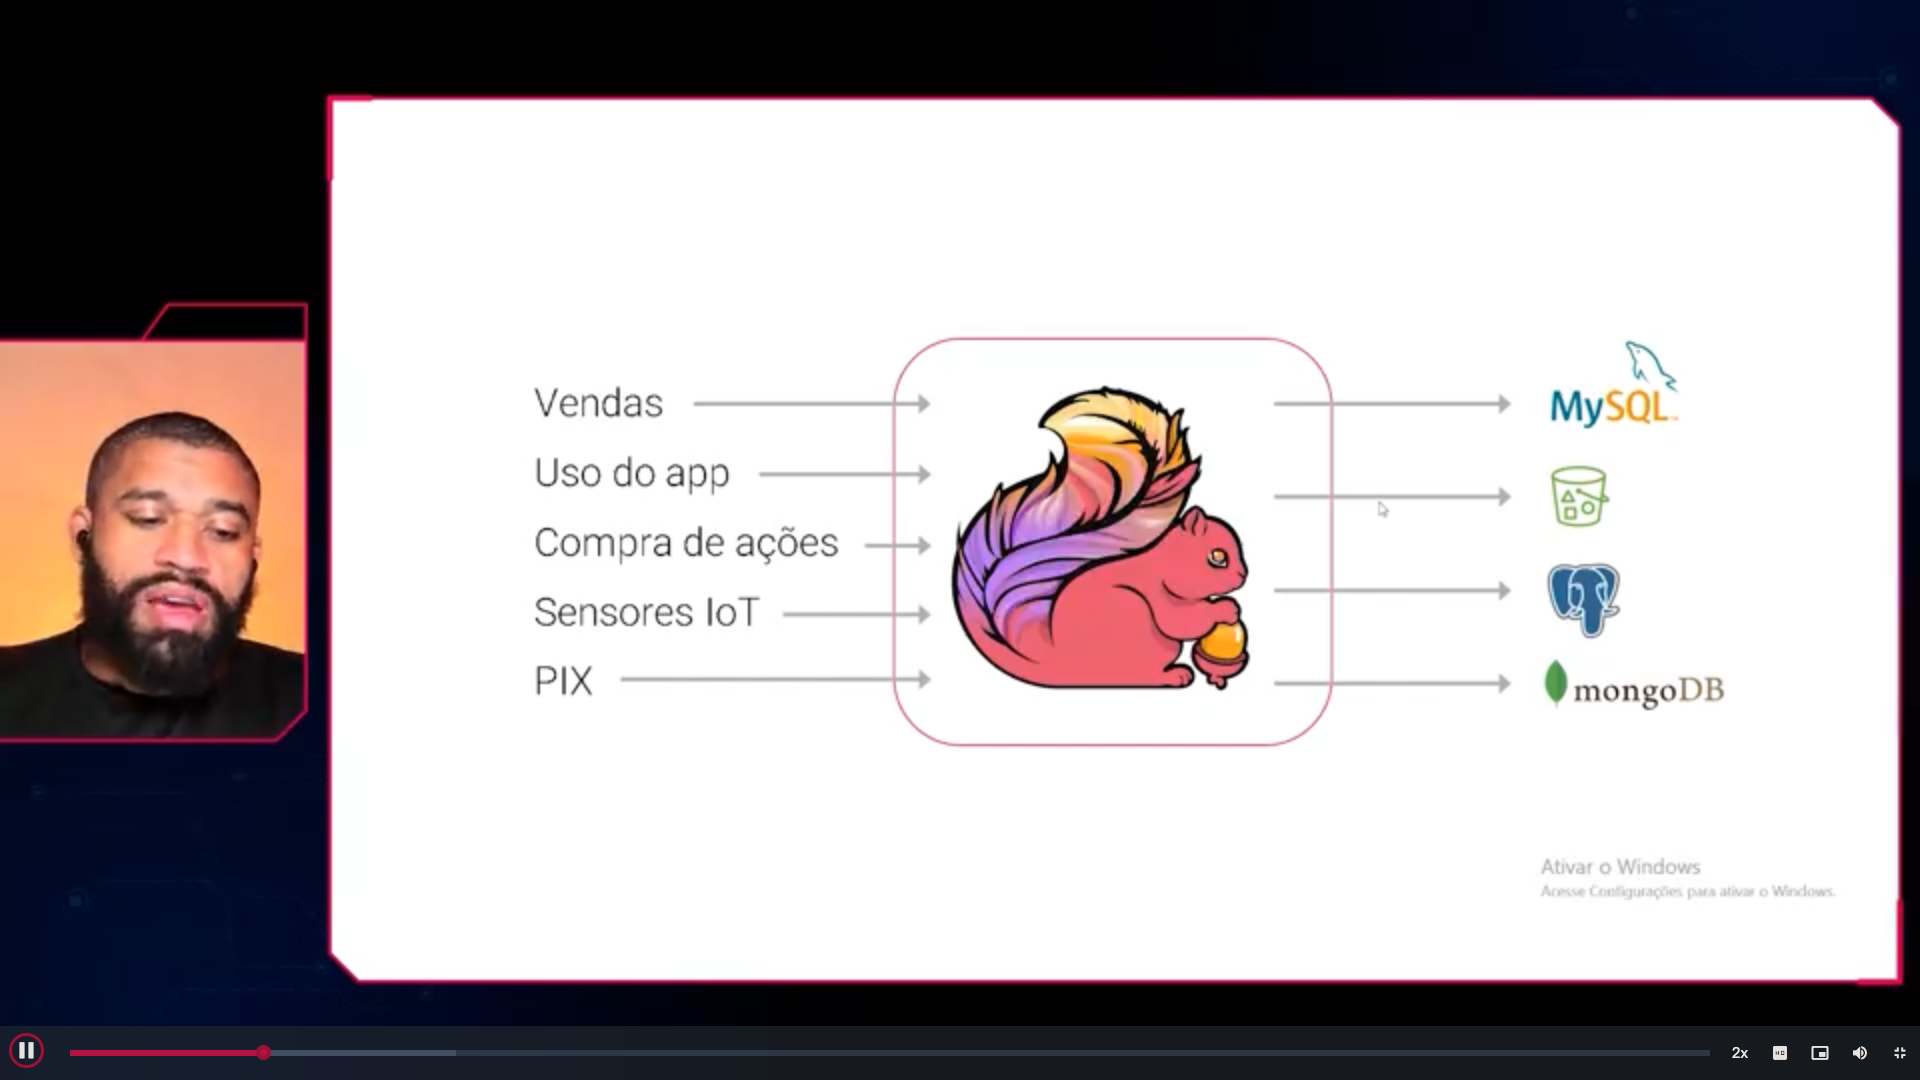 Vendas
Uso do app
Compra de ações
Sensores IoT
PIX
MySQL
mongoDB
Ativar o Windows
Acesse Configurações para ativar o Windows.
2x